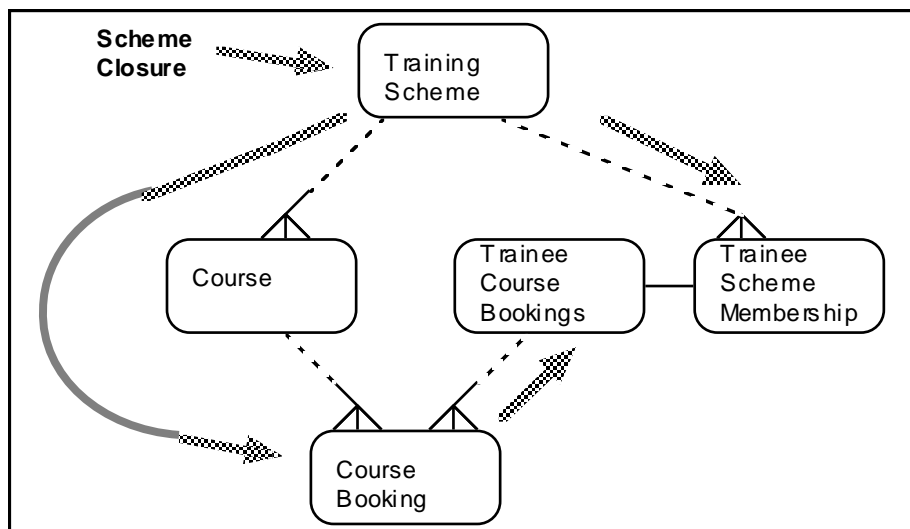 Scheme
Closure
Training
Scheme
Course
Trainee
Course
Bookings
Trainee
Scheme
Membership
Course
Booking